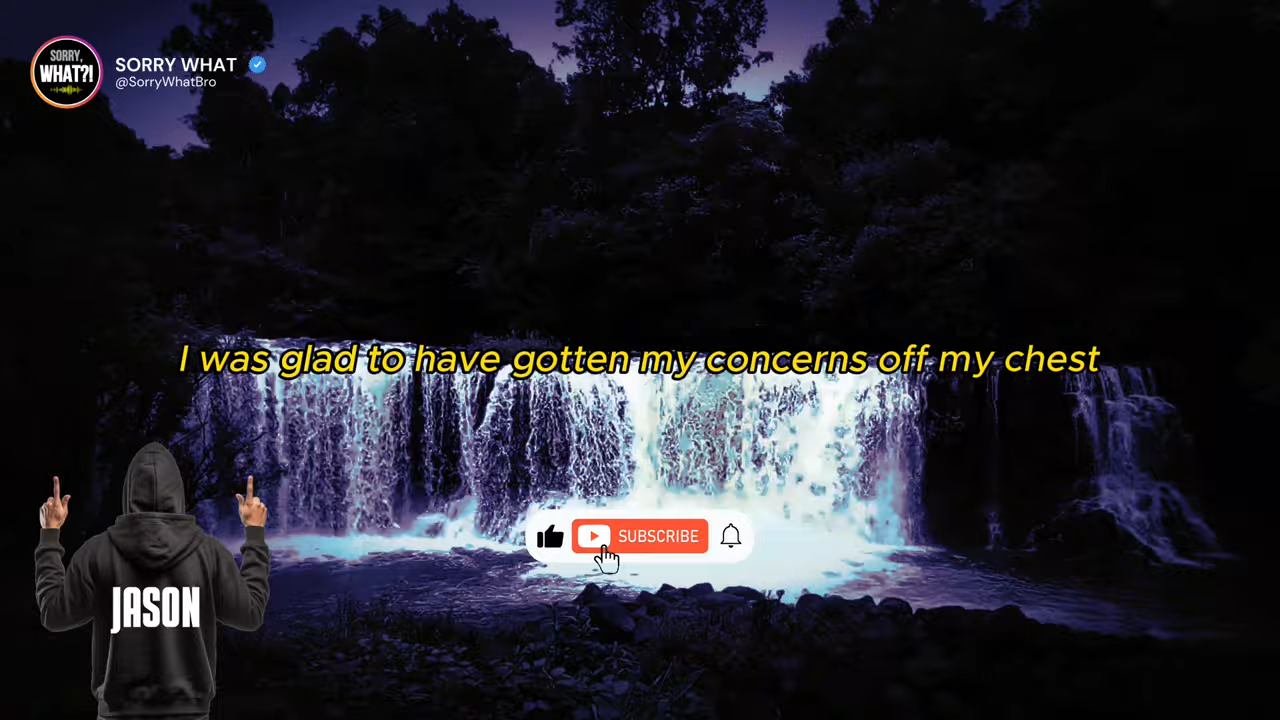 SORRY,
WHAT?!
SORRY WHAT
@SorryWhatBro
I was glad to have gotten my concerns off my chest
SUBSCRIBE
JASON